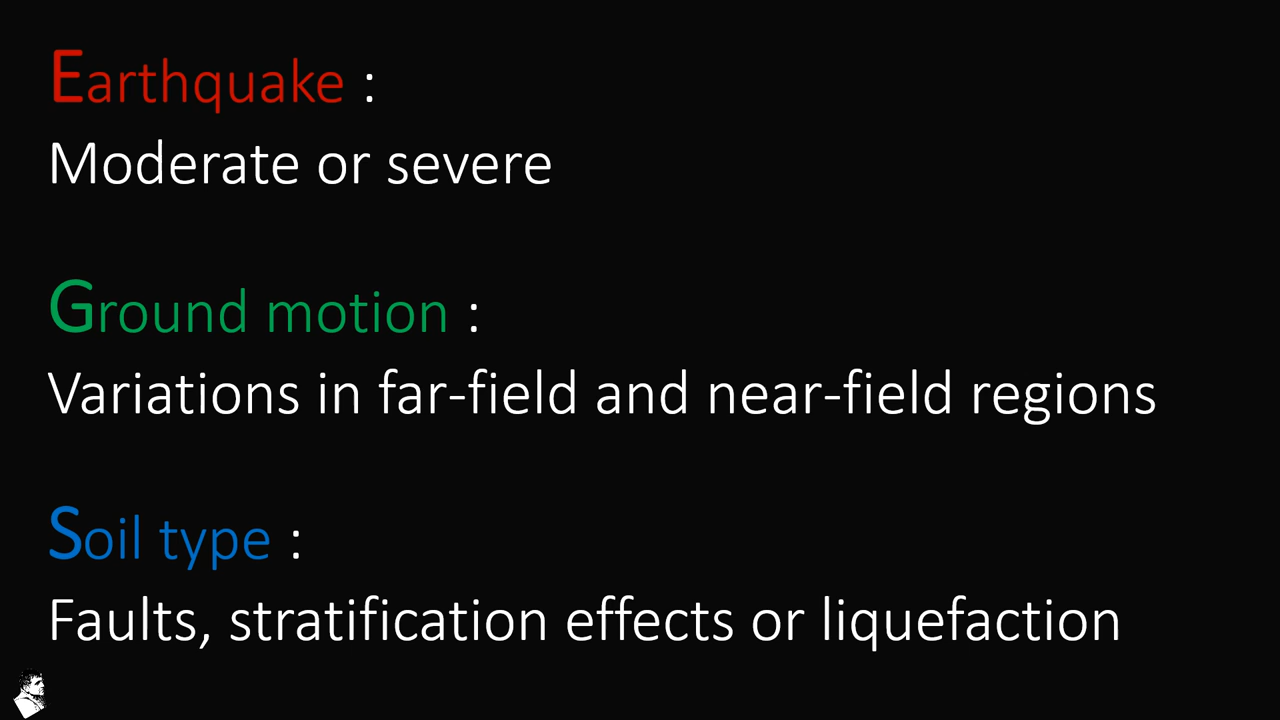 Earthquake :
Moderate or severe
Ground motion :
Variations in far-field and near-field regions
Soil type :
Faults, stratification effects or liquefaction